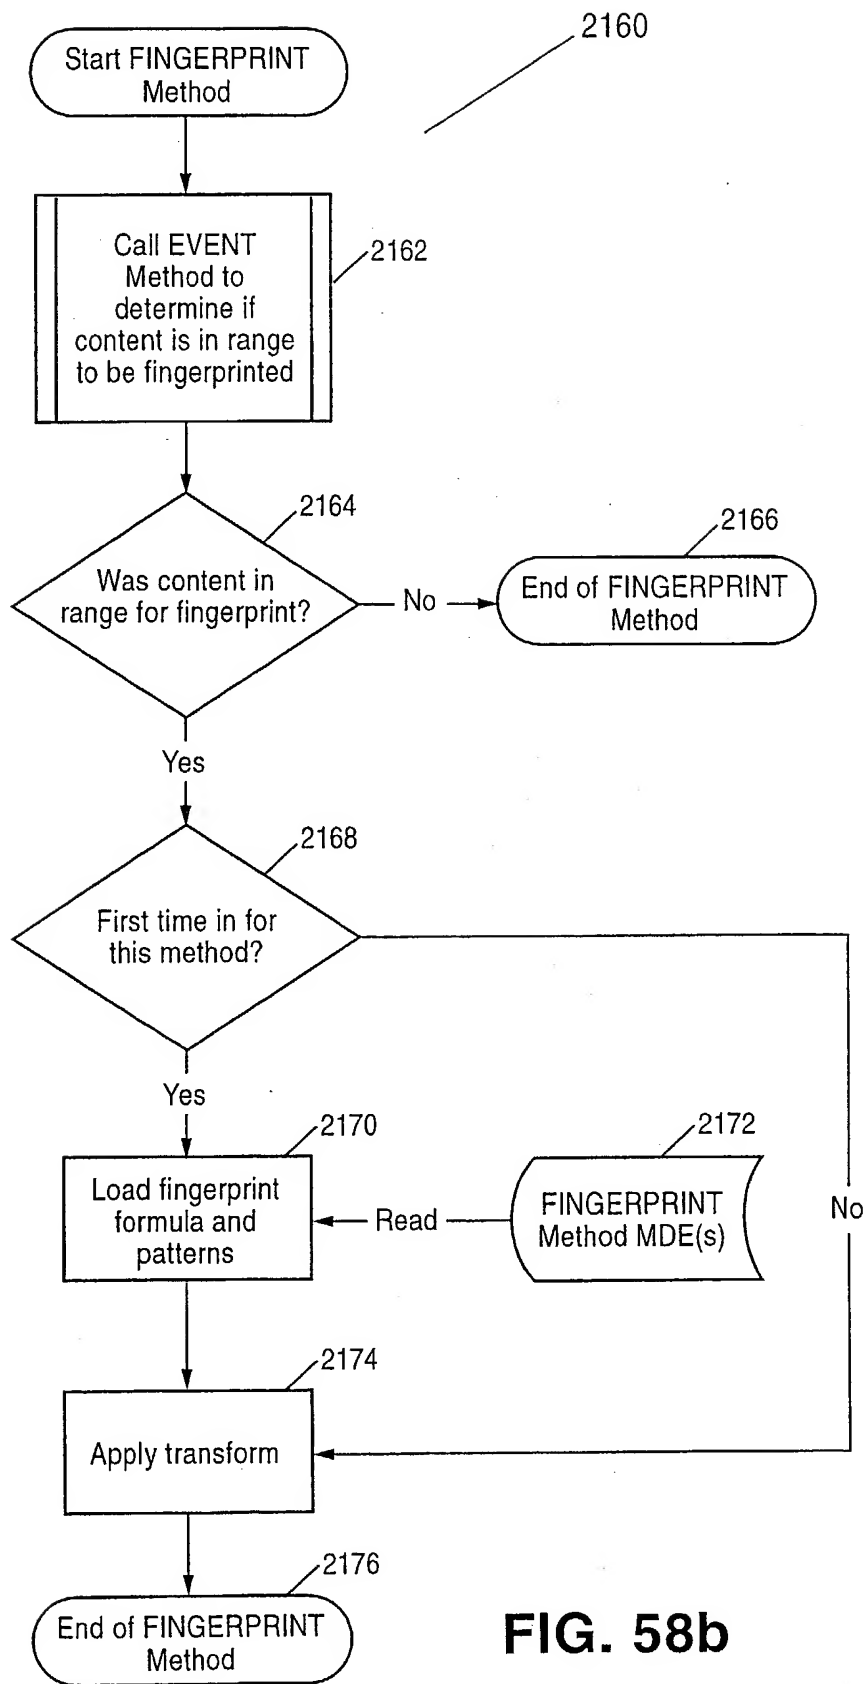 2160
Start FINGERPRINT
Method
Call EVENT
Method to
determine if
content is in range
to be fingerprinted
2162
2164
Was content in
range for fingerprint?
No
2166
End of FINGERPRINT
Method
Yes
2168
First time in for
this method?
Yes
2170
Load fingerprint
formula and
patterns
Read
2172
FINGERPRINT
Method MDE(s)
No
2174
Apply transform
2176
End of FINGERPRINT
Method
FIG. 58b